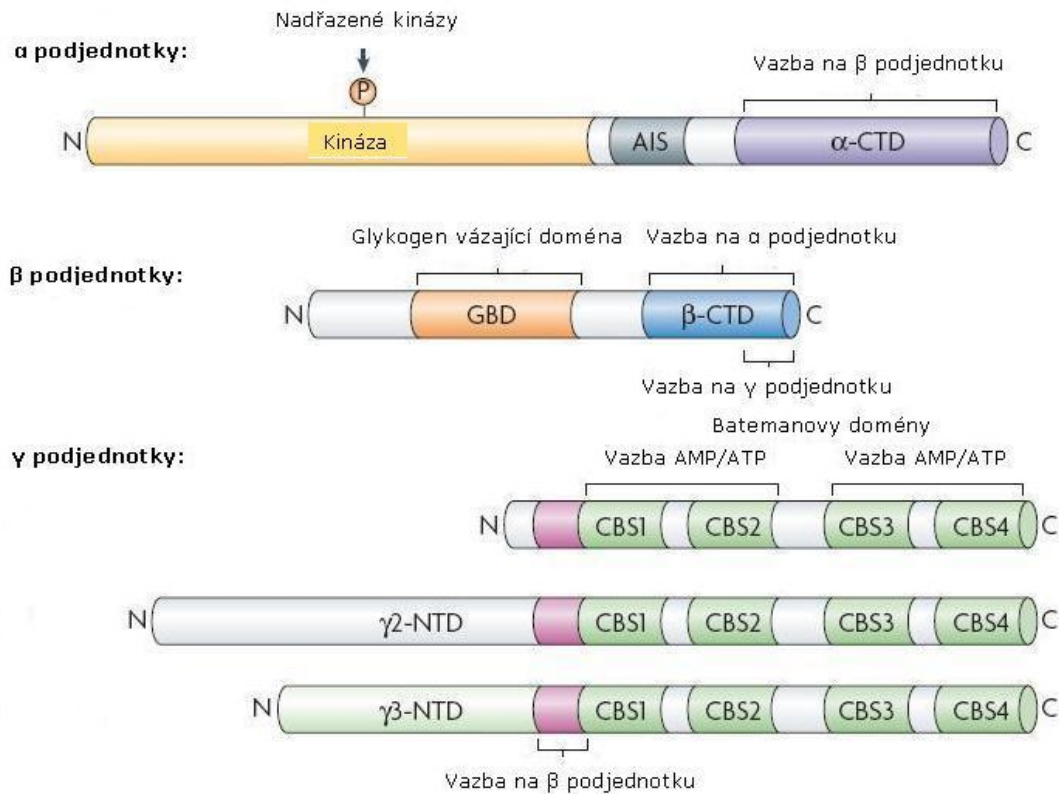 Nadřazené kinázy
α podjednotky:
Vazba na β podjednotku
P
N Kináza AIS α-CTD C
Glykogen vázající doména Vazba na α podjednotku
β podjednotky:
N GBD β-CTD C
Vazba na γ podjednotku
Batemanovy domény
γ podjednotky:
Vazba AMP/ATP Vazba AMP/ATP
N CBS1 CBS2 CBS3 CBS4 C
N γ2-NTD CBS1 CBS2 CBS3 CBS4 C
N γ3-NTD CBS1 CBS2 CBS3 CBS4 C
Vazba na β podjednotku